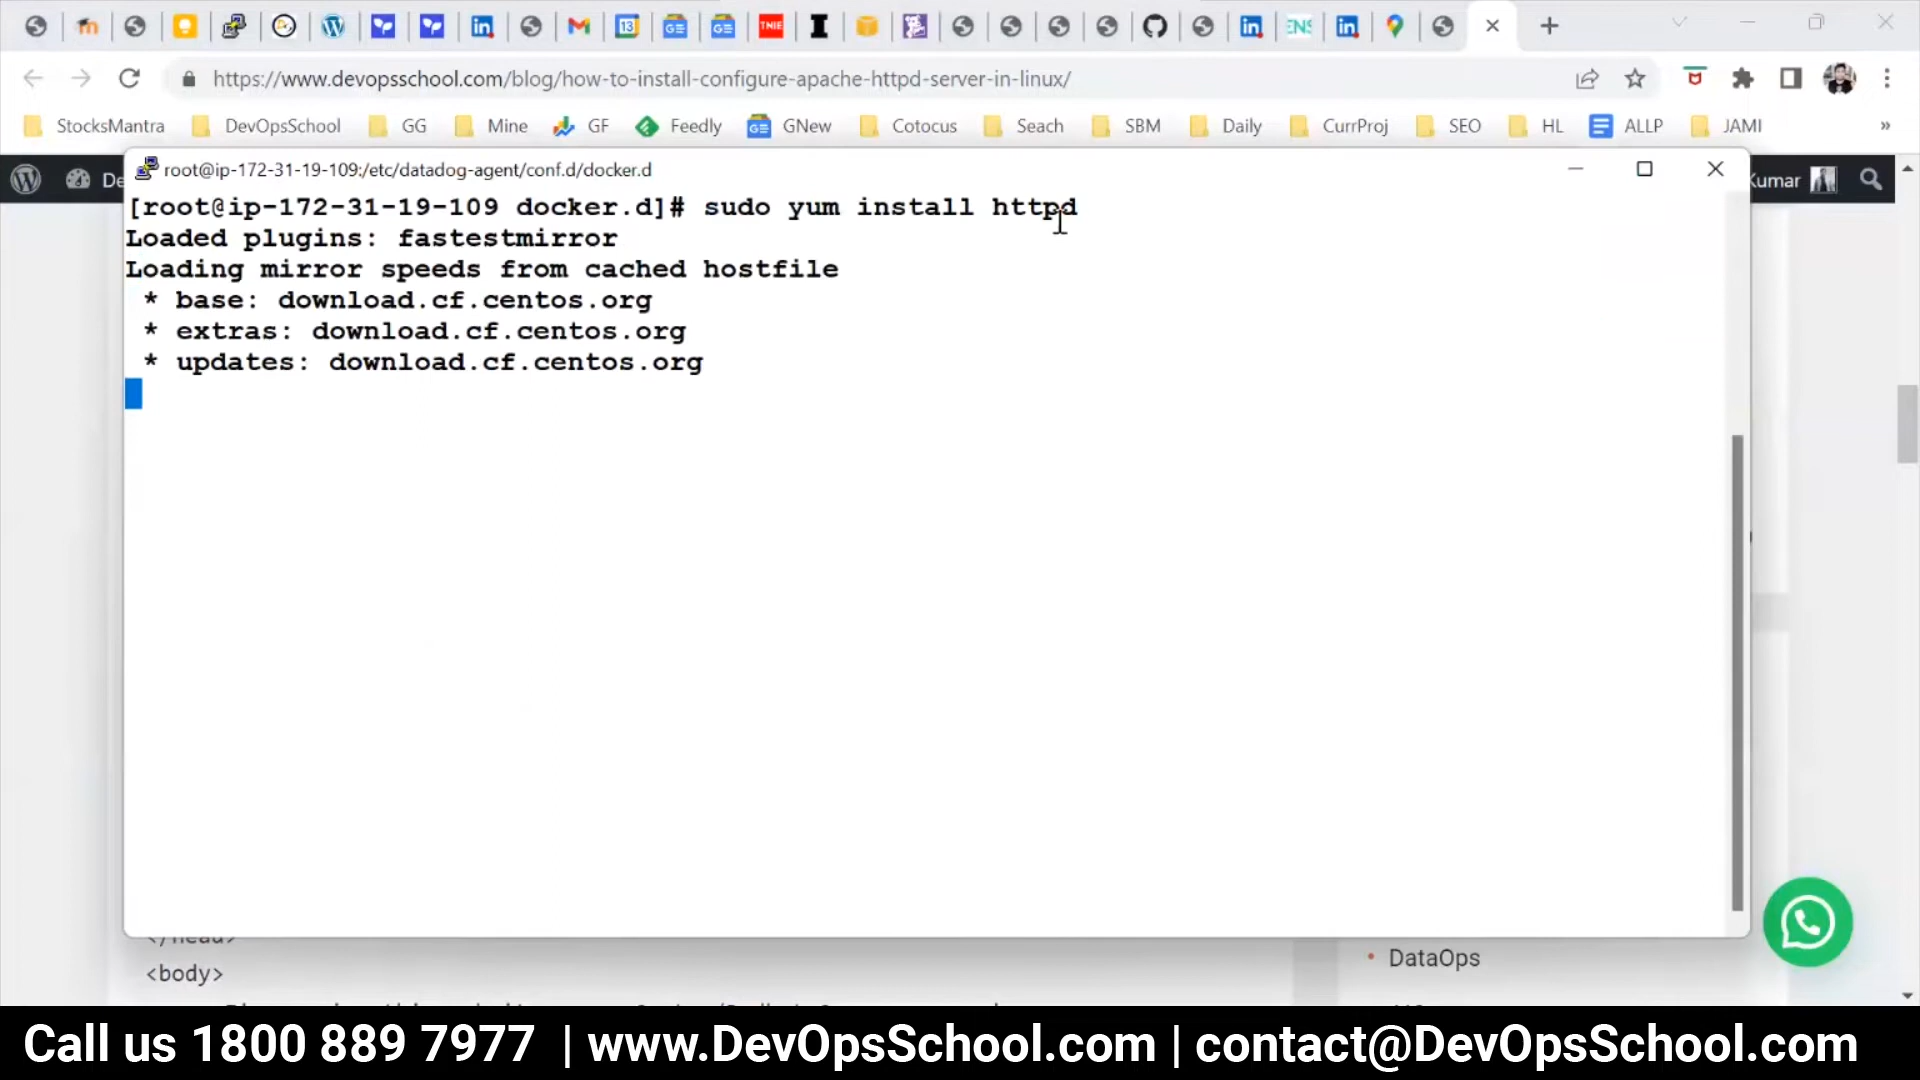 https://www.devopsschool.com/blog/how-to-install-configure-apache-httpd-server-in-linux/
StocksMantra DevOpsSchool GG Mine GF Feedly GNew Cotocus Seach SBM Daily CurrProj SEO HL ALLP JAMI »
De
Kumar
root@ip-172-31-19-109:/etc/datadog-agent/conf.d/docker.d
[root@ip-172-31-19-109 docker.d]# sudo yum install httpd
Loaded plugins: fastestmirror
Loading mirror speeds from cached hostfile
* base: download.cf.centos.org
* extras: download.cf.centos.org
* updates: download.cf.centos.org
</head>
<body>
• DataOps
Call us 1800 889 7977 | www.DevOpsSchool.com | contact@DevOpsSchool.com